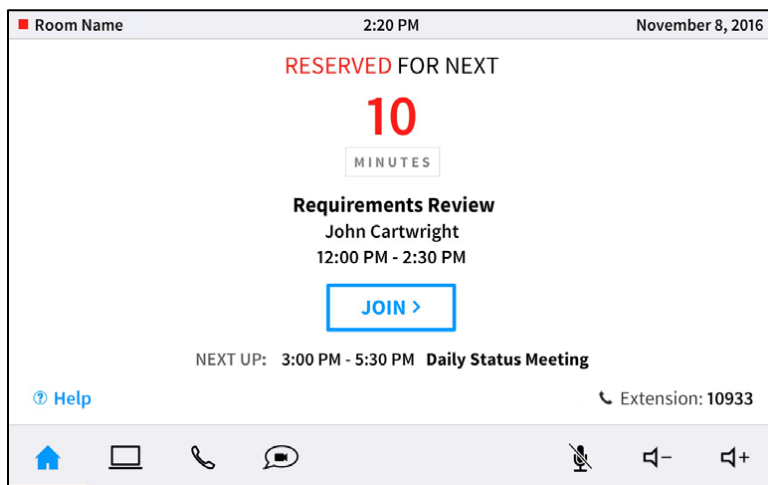 Room Name 2:20 PM November 8, 2016
RESERVED FOR NEXT
10
MINUTES
Requirements Review
John Cartwright
12:00 PM - 2:30 PM
JOIN >
NEXT UP: 3:00 PM - 5:30 PM Daily Status Meeting
? Help Extension: 10933